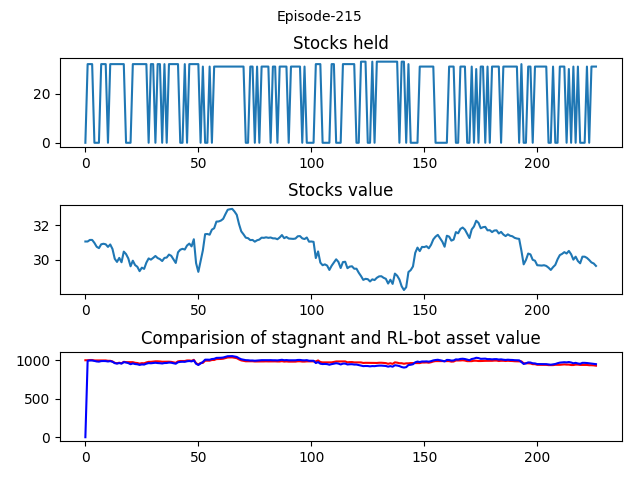 Episode-215
Stocks held
20
0
0 50 100 150 200
Stocks value
32
30
0 50 100 150 200
Comparision of stagnant and RL-bot asset value
1000
500
0
0 50 100 150 200